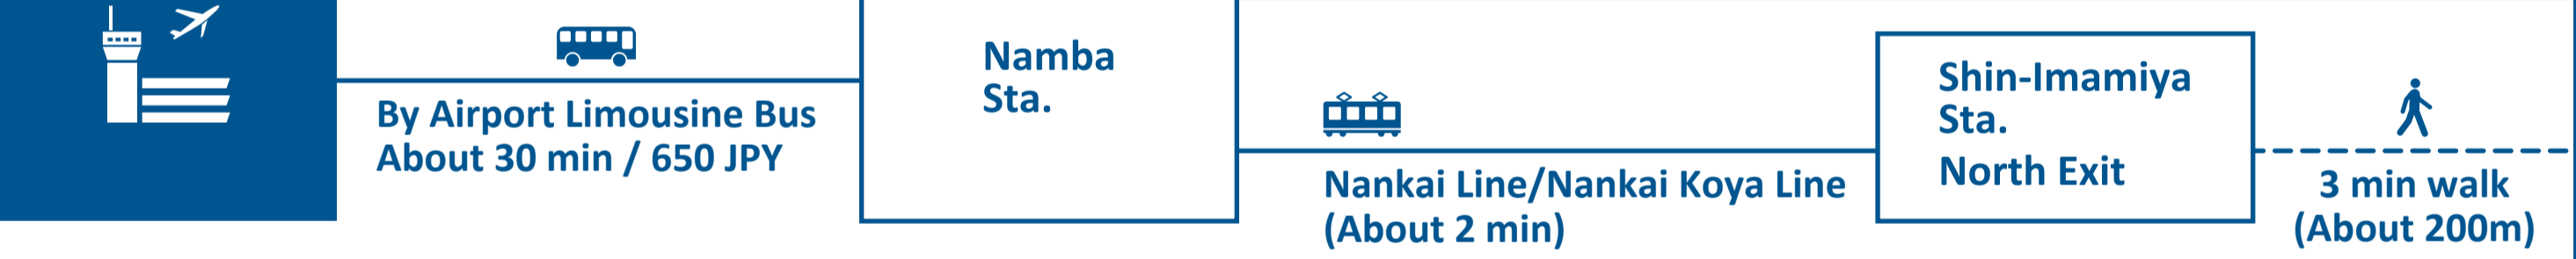 By Airport Limousine Bus
About 30 min / 650 JPY
Namba
Sta.
Nankai Line/Nankai Koya Line
(About 2 min)
Shin-Imamiya
Sta.
North Exit
3 min walk
(About 200m)